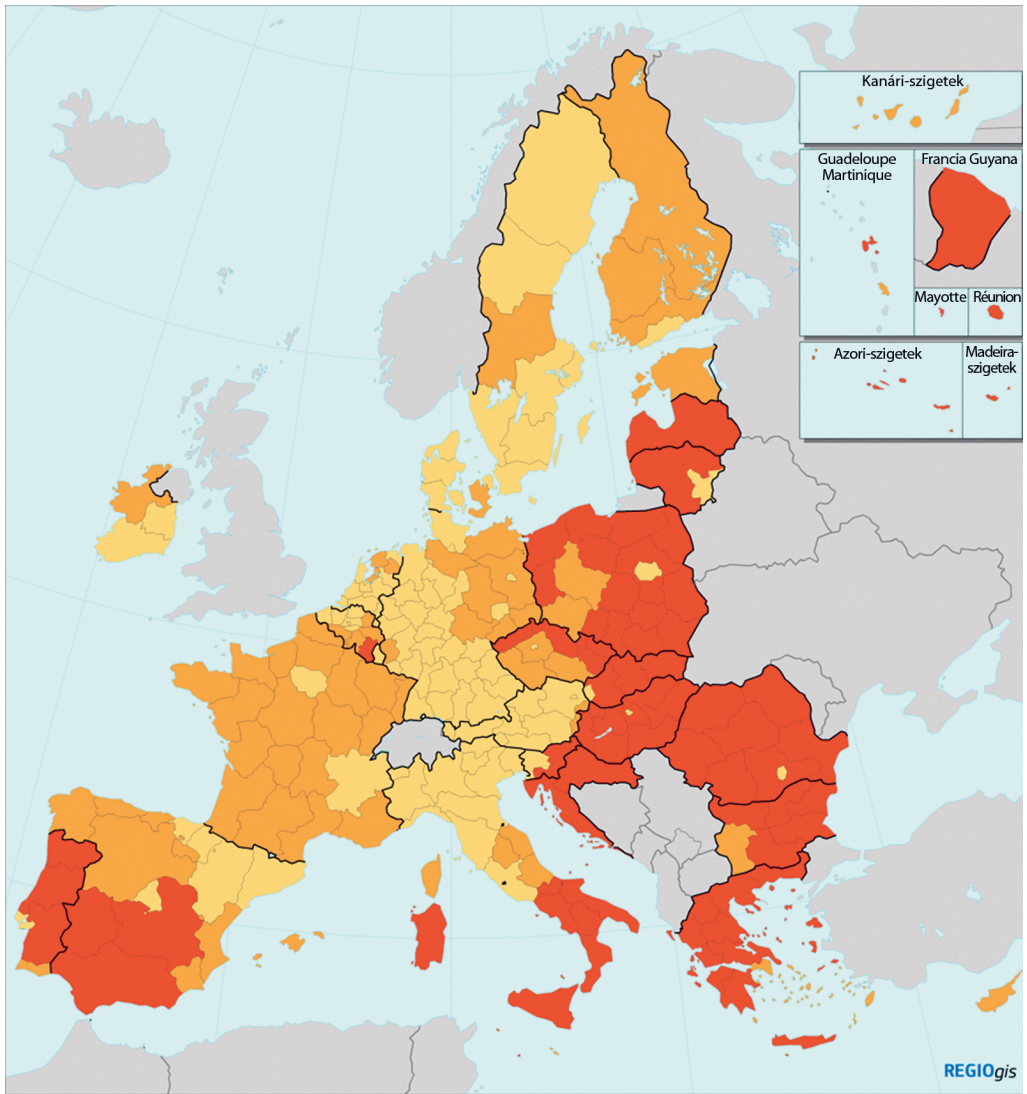 Kanári-szigetek
Guadeloupe
Martinique
Francia Guyana
Mayotte
Réunion
Azori-szigetek
Madeira-
szigetek
REGIOgis